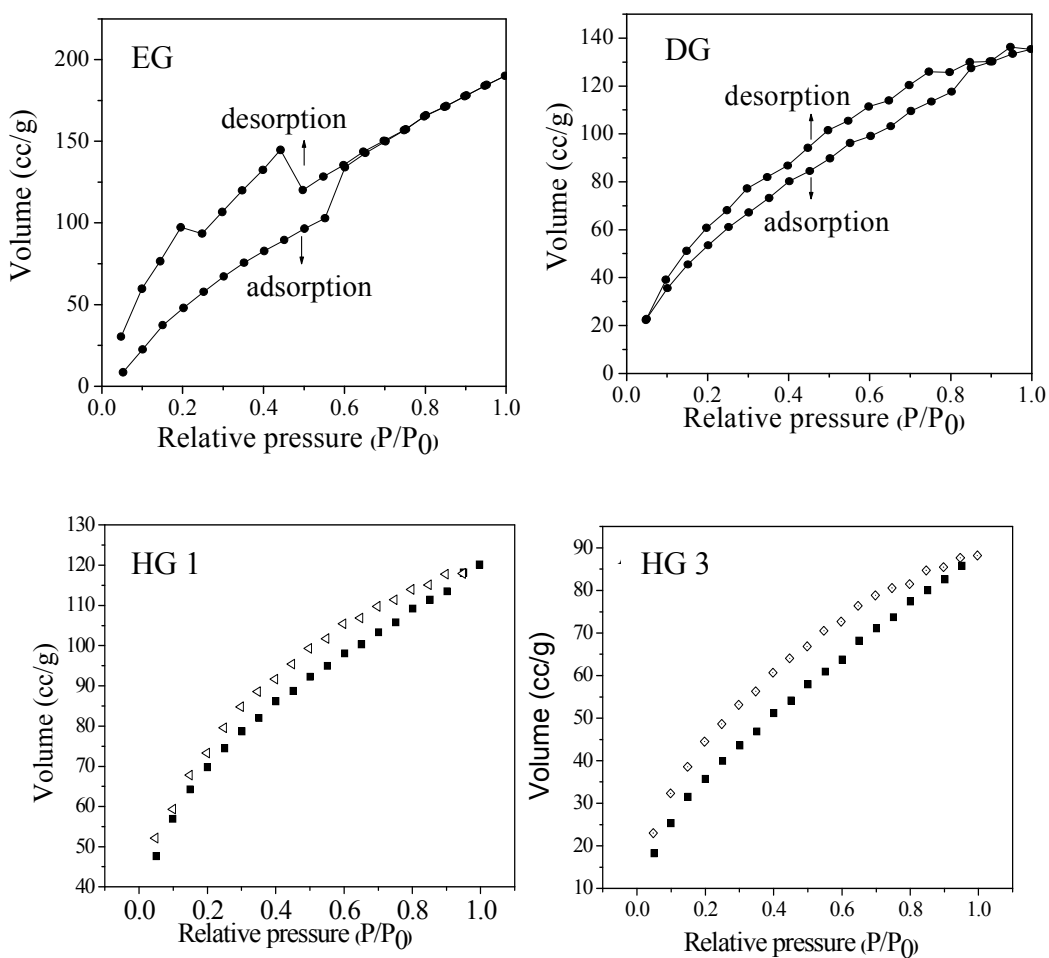 EG
Volume (cc/g)
200
150
100
50
0
desorption
adsorption
0.0 0.2 0.4 0.6 0.8 1.0
Relative pressure (P/P0)
DG
Volume (cc/g)
140
120
100
80
60
40
20
0
desorption
adsorption
0.0 0.2 0.4 0.6 0.8 1.0
Relative pressure (P/P0)
HG 1
Volume (cc/g)
130
120
110
100
90
80
70
60
50
40
0.0 0.2 0.4 0.6 0.8 1.0
Relative pressure (P/P0)
HG 3
Volume (cc/g)
90
80
70
60
50
40
30
20
10
0.0 0.2 0.4 0.6 0.8 1.0
Relative pressure (P/P0)